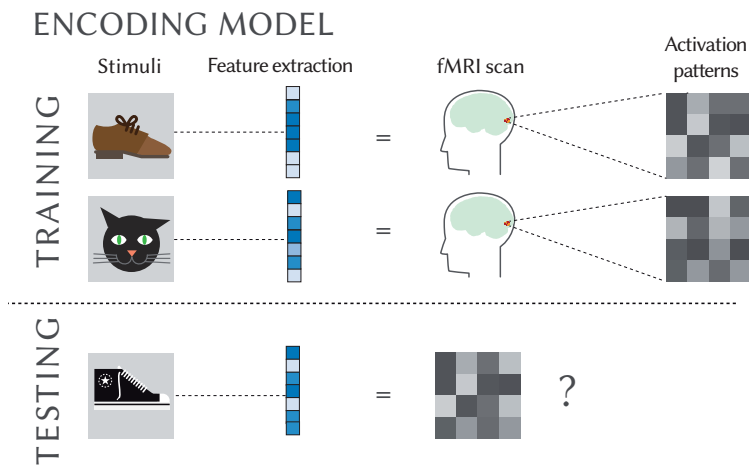 ENCODING MODEL
Stimuli
Feature extraction
fMRI scan
Activation
patterns
TRAINING
=
=
TESTING
=
?